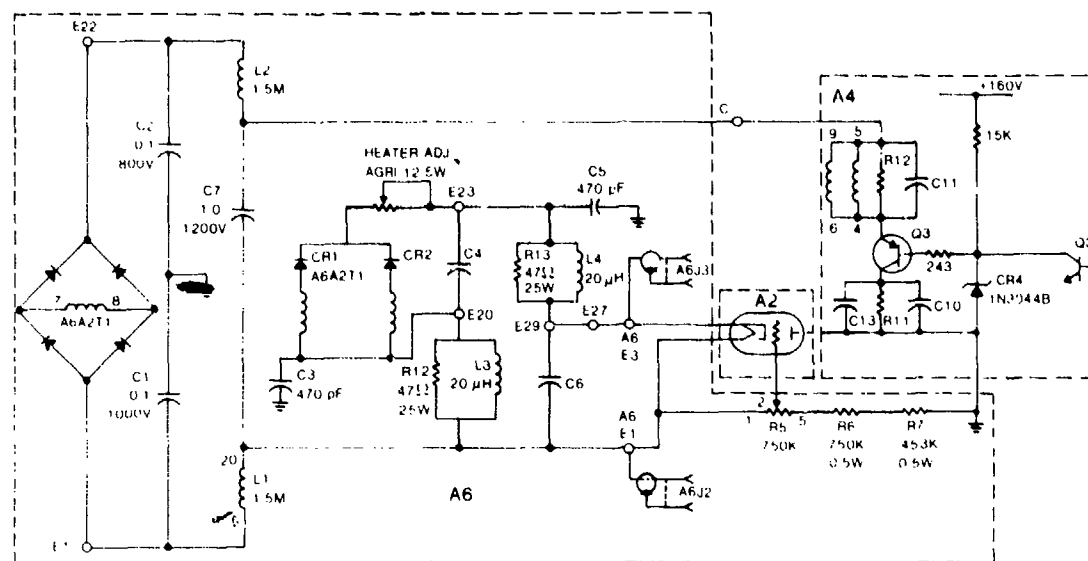 E22
L2
1.5M
C2
0.1
800V
C7
1.0
1200V
7
8
A6A2T1
C1
0.1
1000V
20
L1
1.5M
HEATER ADJ
AGRI 12.5W
E23
C5
470 pF
CR1
A6A2T1
CR2
C4
R13
47Ω
25W
L4
20 µH
A6J3
E20
E29
E27
A6
E3
C3
470 pF
R12
47Ω
25W
L3
20 µH
C6
A6
E1
A6J2
A6
A2
2
1
5
R5
750K
R6
750K
0.5W
R7
453K
0.5W
C
A4
+160V
15K
9
5
R12
C11
6
4
Q3
243
CR4
C13
R11
C10